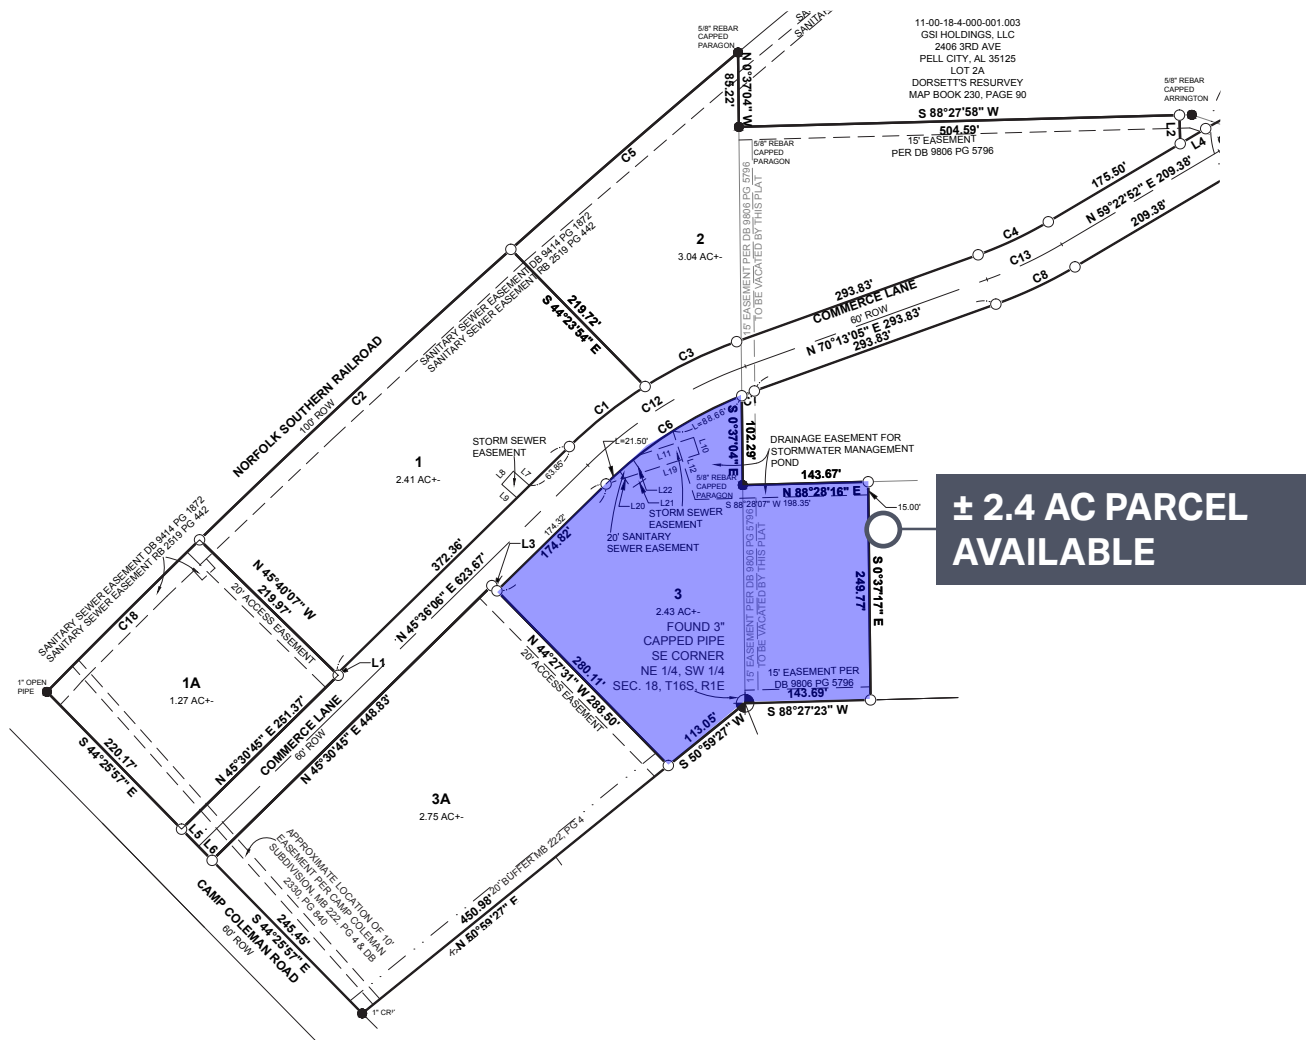 11-00-18-4-000-001.003
GSI HOLDINGS, LLC
2406 3RD AVE
PELL CITY, AL 35125
LOT 2A
DORSETT'S RESURVEY
MAP BOOK 230, PAGE 90
5/8" REBAR
CAPPED
PARAGON
N 0°37'04" W
85.22'
5/8" REBAR
CAPPED
ARRINGTON
S 88°27'58" W
504.59'
15' EASEMENT
PER DB 9806 PG 5796
5/8" REBAR
CAPPED
PARAGON
L2
L4
175.50'
N 59°22'52" E 209.38'
209.38'
C4
C13
C8
C5
2
3.04 AC+-
15' EASEMENT PER DB 9806 PG 5796
TO BE VACATED BY THIS PLAT
293.83'
COMMERCE LANE
60' ROW
N 70°13'05" E 293.83'
293.83'
SANITARY SEWER EASEMENT DB 9414 PG 1872
SANITARY SEWER EASEMENT RB 2519 PG 442
219.72'
S 44°23'54" E
NORFOLK SOUTHERN RAILROAD
100' ROW
C2
C3
C1
C12
C6
L=88.66'
L=21.50'
S 0°37'04" E
102.29'
1
2.41 AC+-
STORM SEWER
EASEMENT
L8
L7
L9
63.85'
L10
L11
L12
L19
L22
L21
L20
5/8" REBAR
CAPPED
PARAGON
DRAINAGE EASEMENT FOR
STORMWATER MANAGEMENT
POND
143.67'
N 88°28'16" E
S 88°28'07" W 198.35'
15.00'
STORM SEWER
EASEMENT
20' SANITARY
SEWER EASEMENT
± 2.4 AC PARCEL
AVAILABLE
174.32'
174.82'
L3
372.36'
N 45°36'06" E 623.67'
SANITARY SEWER EASEMENT DB 9414 PG 1872
SANITARY SEWER EASEMENT RB 2519 PG 442
N 45°40'07" W
219.97'
20' ACCESS EASEMENT
C18
L1
1" OPEN
PIPE
1A
1.27 AC+-
3
2.43 AC+-
FOUND 3"
CAPPED PIPE
SE CORNER
NE 1/4, SW 1/4
SEC. 18, T16S, R1E
15' EASEMENT PER DB 9806 PG 5796
TO BE VACATED BY THIS PLAT
249.77'
S 0°37'17" E
15' EASEMENT PER
DB 9806 PG 5796
143.69'
S 88°27'23" W
280.11'
N 44°27'31" W 288.50'
20' ACCESS EASEMENT
113.05'
S 50°59'27" W
220.17'
S 44°25'57" E
N 45°30'45" E 251.37'
COMMERCE LANE
60' ROW
N 45°30'45" E 448.83'
L5
L6
3A
2.75 AC+-
APPROXIMATE LOCATION OF 10'
EASEMENT PER CAMP COLEMAN
SUBDIVISION, MB 222, PG 4 & DB
2330, PG 840
20' BUFFER MB 222, PG 4
450.98'
N 50°59'27" E
CAMP COLEMAN ROAD
60' ROW
245.45'
S 44°25'57" E